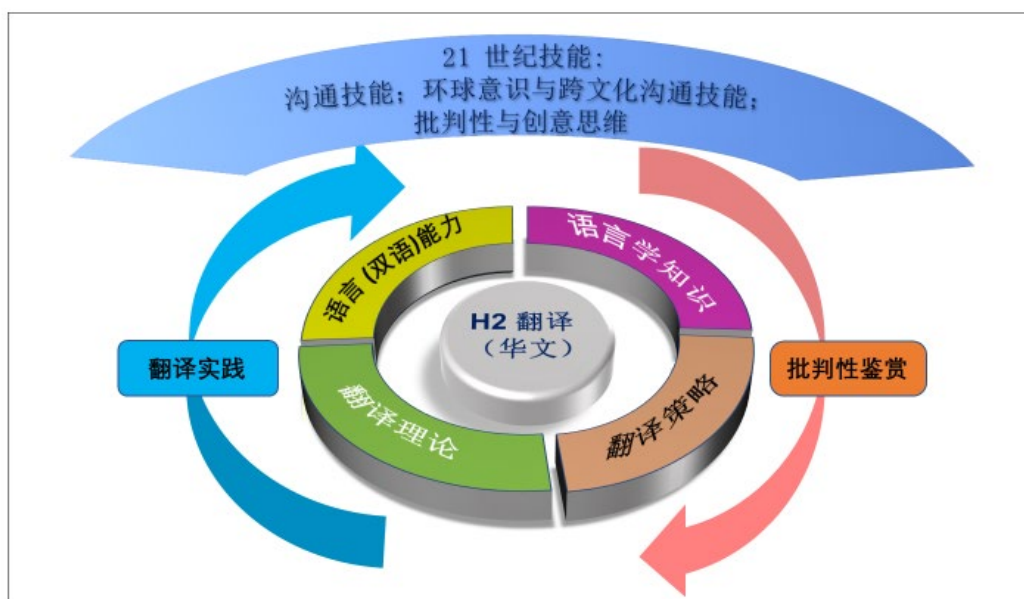 21 世纪技能:
沟通技能；环球意识与跨文化沟通技能；
批判性与创意思维
语言(双语)能力
语言学知识
H2 翻译
（华文）
翻译实践
批判性鉴赏
翻译理论
翻译策略